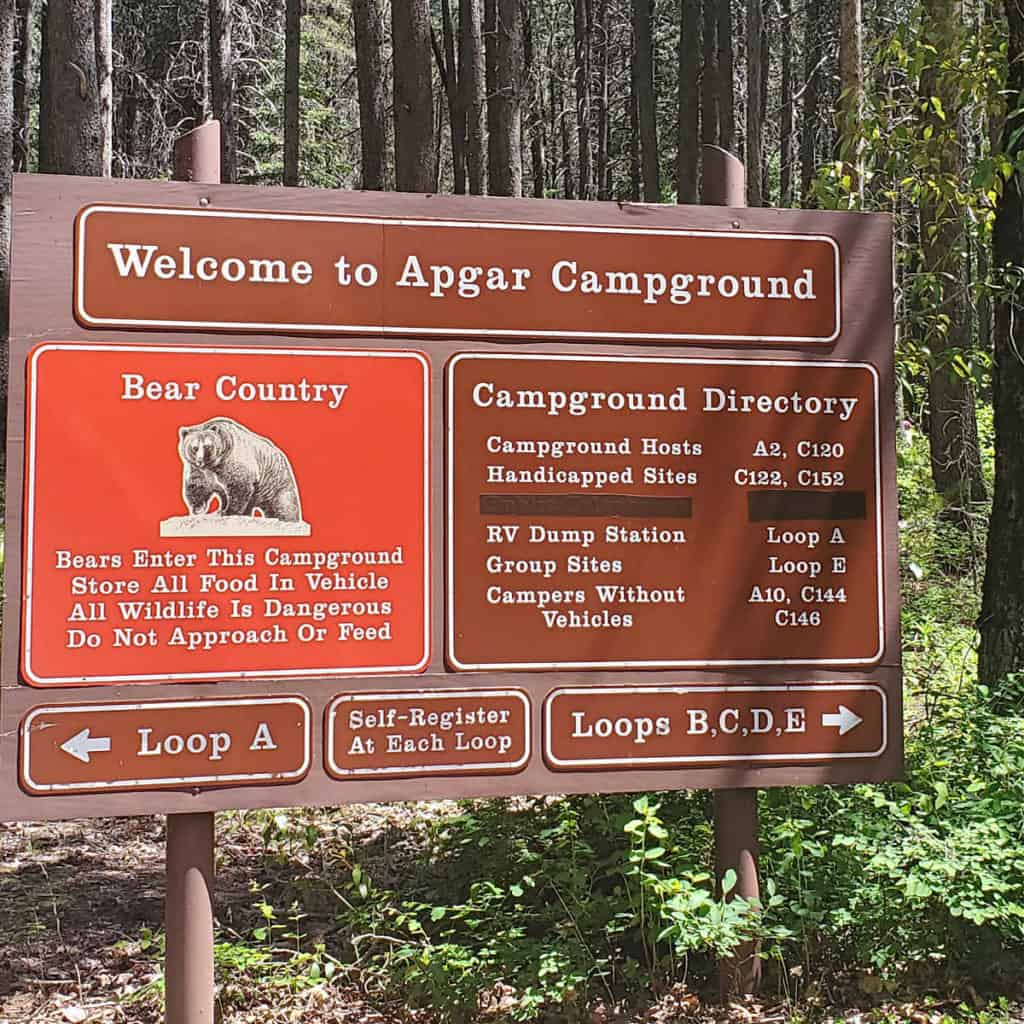 Welcome to Apgar Campground
Bear Country
Bears Enter This Campground
Store All Food In Vehicle
All Wildlife Is Dangerous
Do Not Approach Or Feed
Campground Directory
Campground Hosts A2, C120
Handicapped Sites C122, C152
RV Dump Station Loop A
Group Sites Loop E
Campers Without A10, C144
Vehicles C146
Loop A
Self-Register
At Each Loop
Loops B,C,D,E